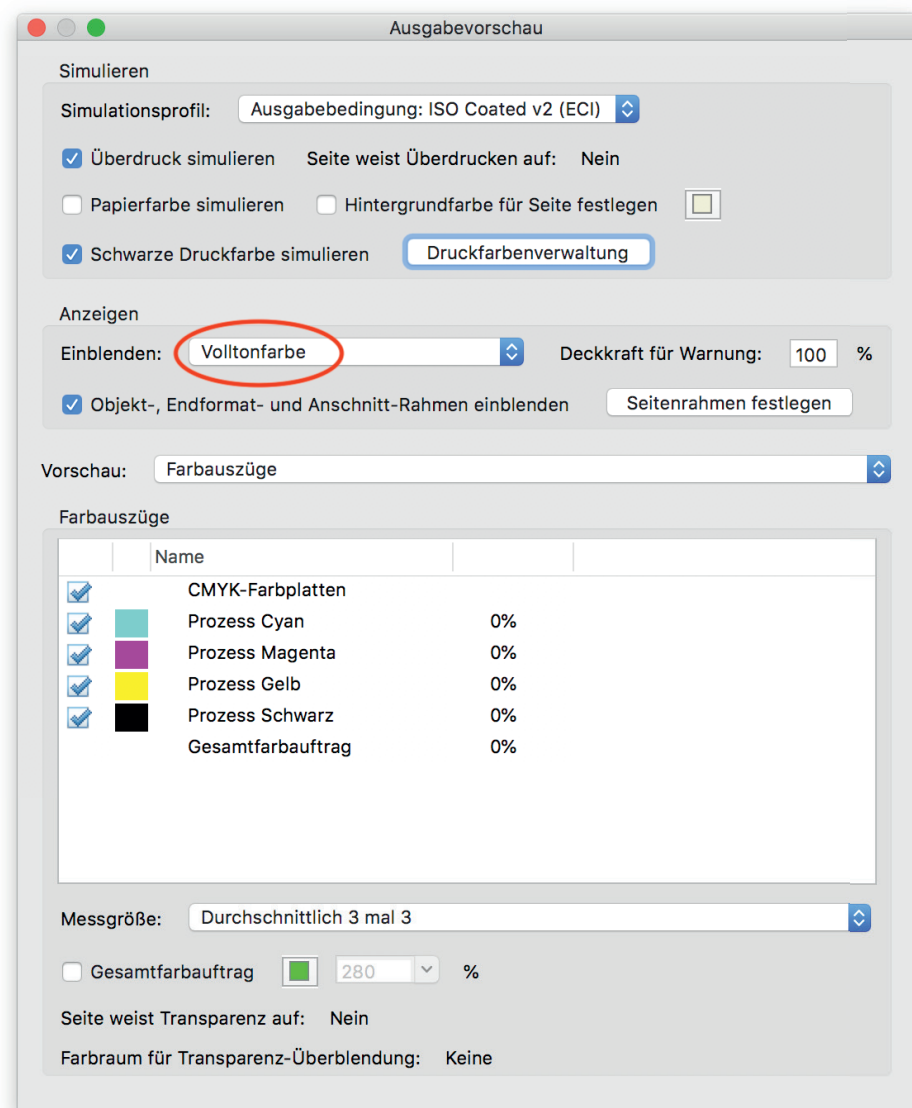 Ausgabevorschau
Simulieren
Simulationsprofil: Ausgabebedingung: ISO Coated v2 (ECI)
Überdruck simulieren Seite weist Überdrucken auf: Nein
Papierfarbe simulieren Hintergrundfarbe für Seite festlegen
Schwarze Druckfarbe simulieren Druckfarbenverwaltung
Anzeigen
Einblenden: Volltonfarbe Deckkraft für Warnung: 100 %
Objekt-, Endformat- und Anschnitt-Rahmen einblenden Seitenrahmen festlegen
Vorschau: Farbauszüge
Farbauszüge
Name
CMYK-Farbplatten
Prozess Cyan 0%
Prozess Magenta 0%
Prozess Gelb 0%
Prozess Schwarz 0%
Gesamtfarbauftrag 0%
Messgröße: Durchschnittlich 3 mal 3
Gesamtfarbauftrag 280 %
Seite weist Transparenz auf: Nein
Farbraum für Transparenz-Überblendung: Keine